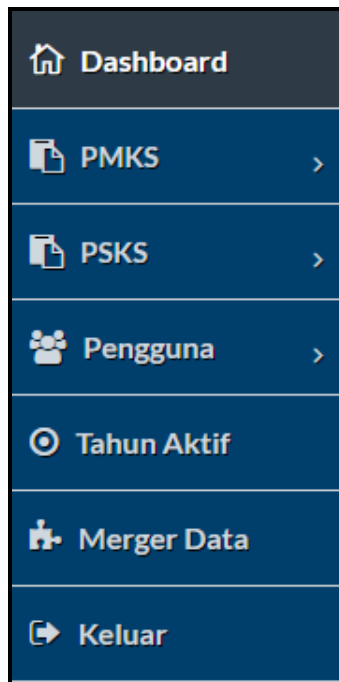 Dashboard
PMKS
PSKS
Pengguna
Tahun Aktif
Merger Data
Keluar